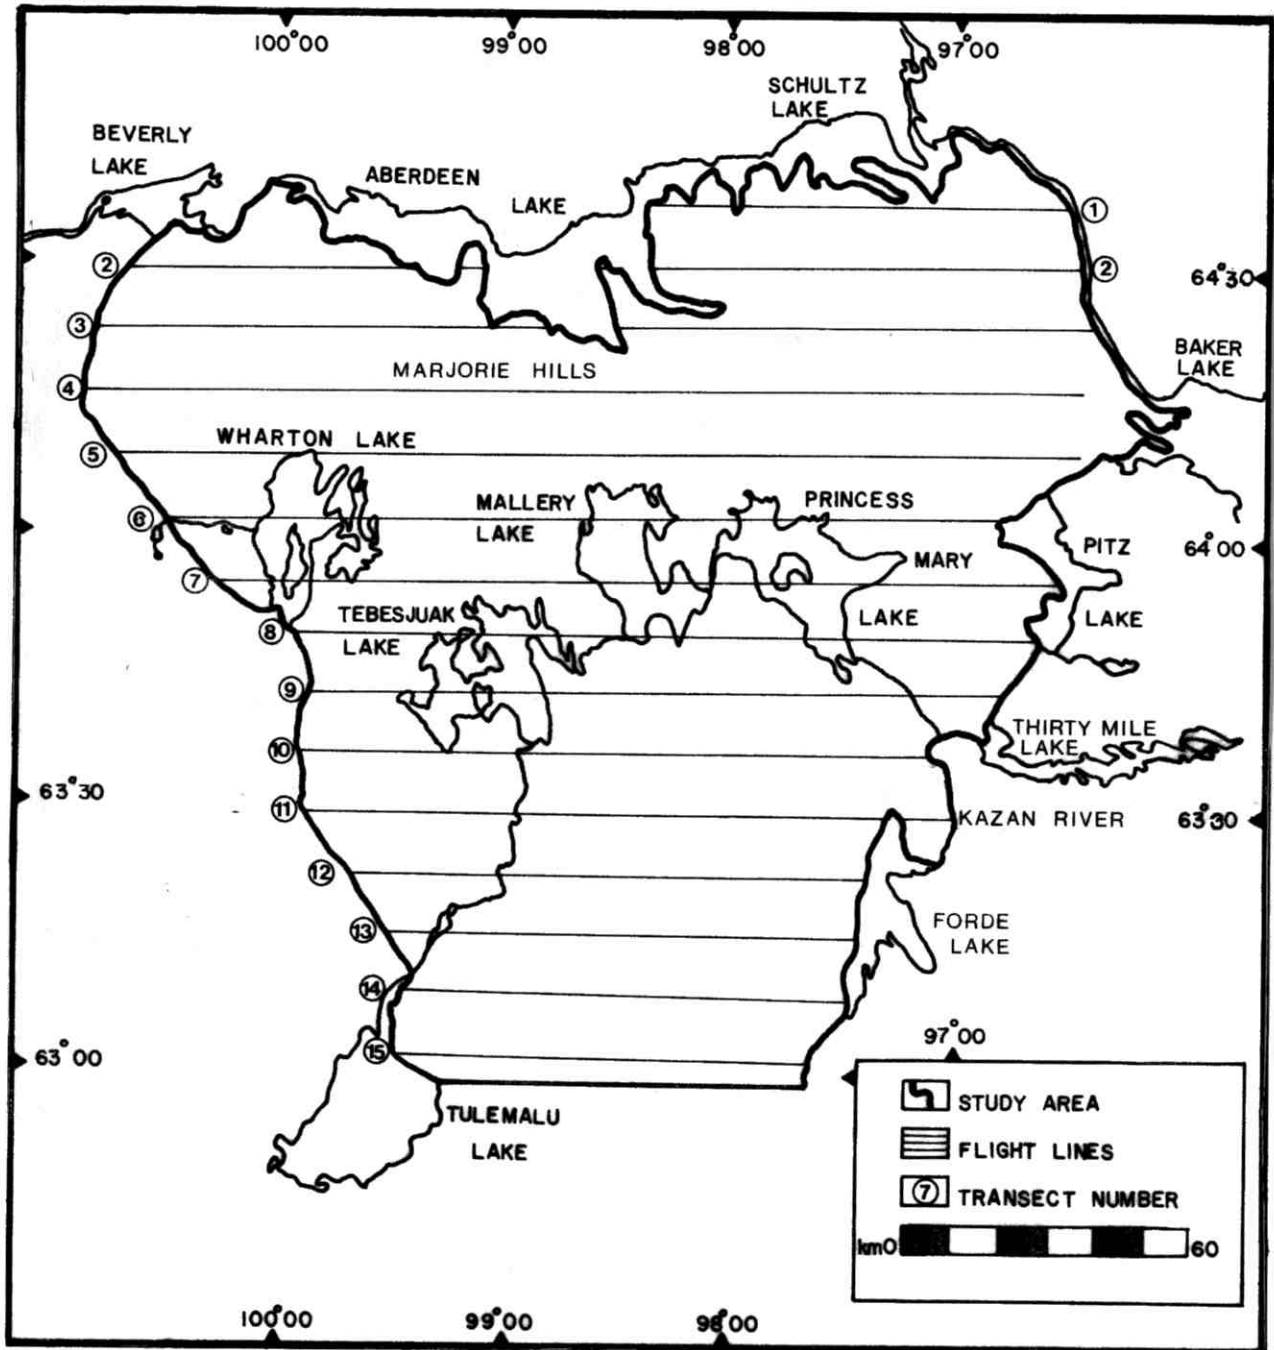 100°00
99°00
98°00
97°00
SCHULTZ
LAKE
BEVERLY
LAKE
ABERDEEN
LAKE
1
2
2
64°30
3
BAKER
LAKE
MARJORIE HILLS
4
WHARTON LAKE
5
MALLERY
LAKE
PRINCESS
MARY
LAKE
6
PITZ
LAKE
64°00
7
TEBESJUAK
LAKE
8
9
THIRTY MILE
LAKE
10
63°30
11
KAZAN RIVER
63°30
12
FORDE
LAKE
13
14
15
63°00
97°00
TULEMALU
LAKE
STUDY AREA
FLIGHT LINES
7 TRANSECT NUMBER
km0 60
100°00
99°00
98°00